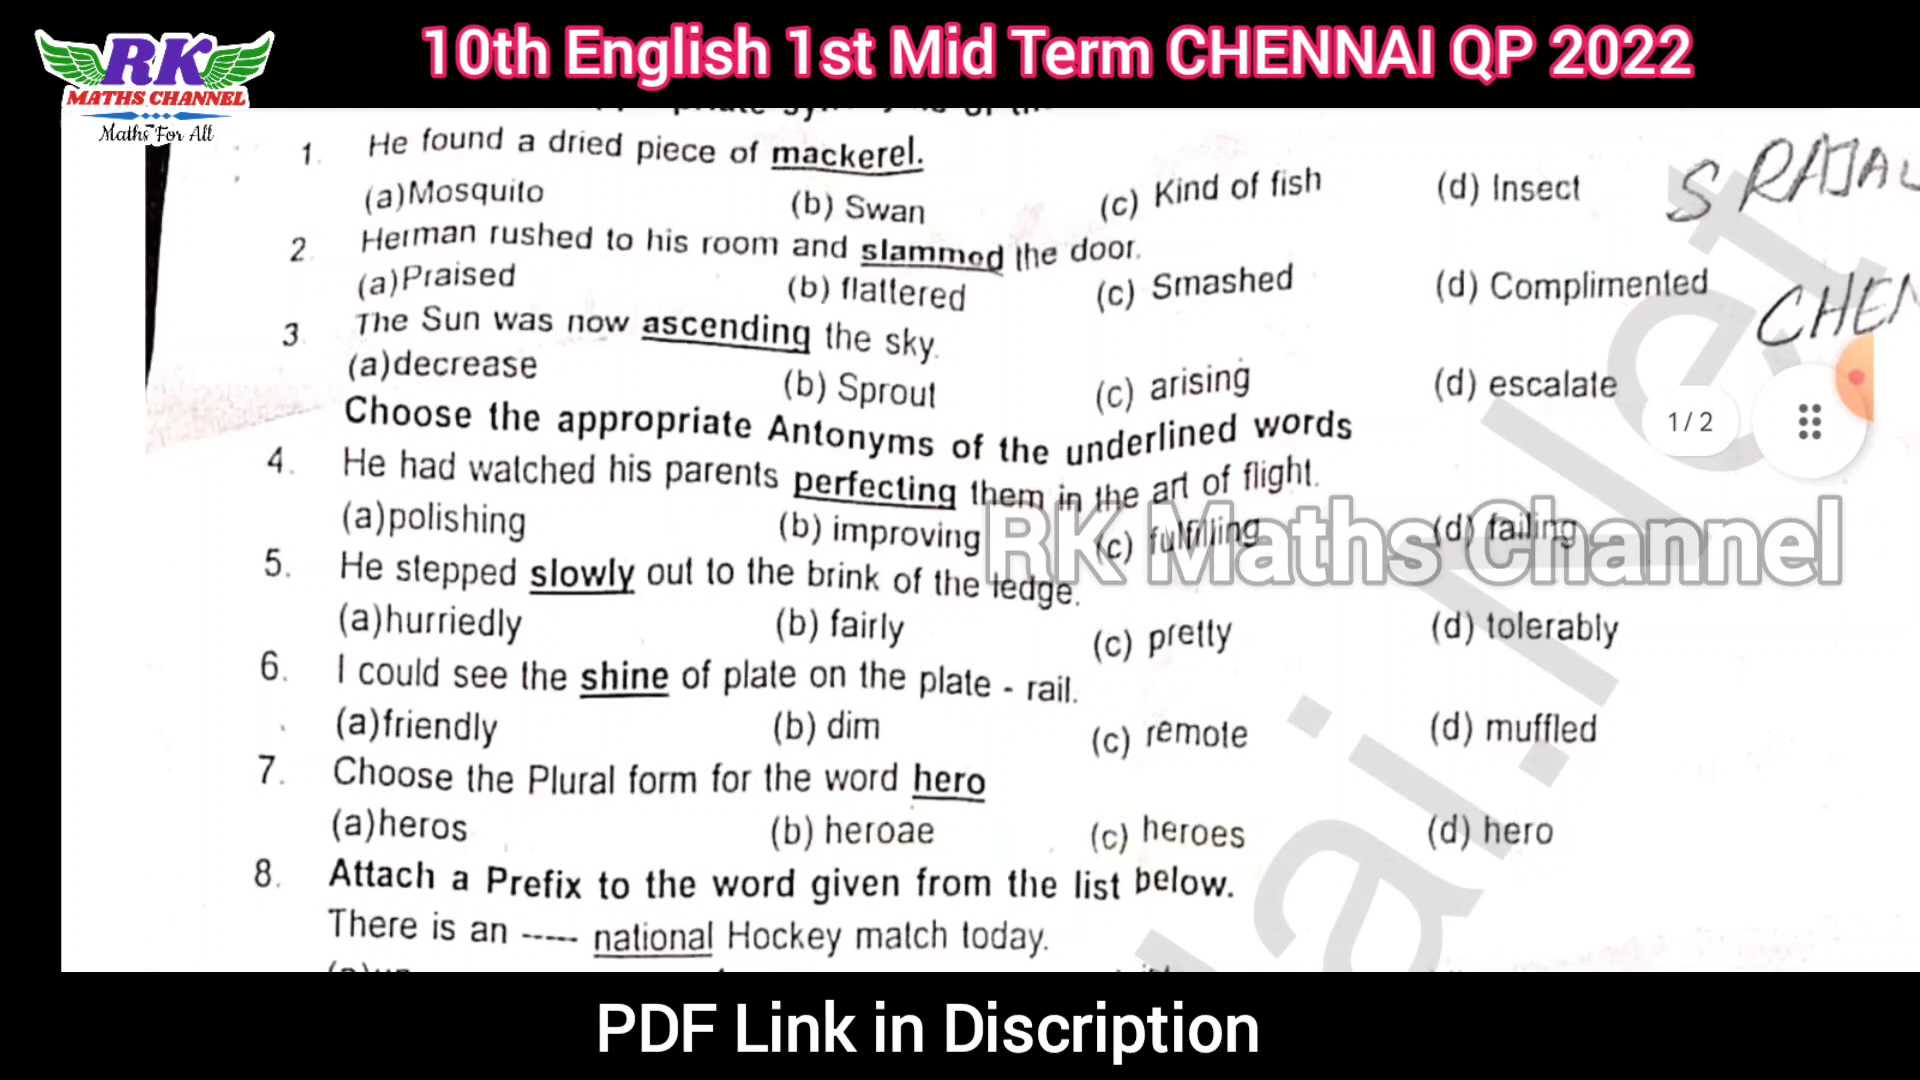 10th English 1st Mid Term CHENNAI QP 2022
RK
MATHS CHANNEL
Maths For All
1. He found a dried piece of mackerel.
(a)Mosquito (b) Swan (c) Kind of fish (d) Insect
2. Herman rushed to his room and slammed the door.
(a)Praised (b) flattered (c) Smashed (d) Complimented
3. The Sun was now ascending the sky.
(a)decrease (b) Sprout (c) arising (d) escalate
Choose the appropriate Antonyms of the underlined words
4. He had watched his parents perfecting them in the art of flight.
(a)polishing (b) improving (c) fulfilling (d) failing
5. He stepped slowly out to the brink of the ledge.
(a)hurriedly (b) fairly (c) pretty (d) tolerably
6. I could see the shine of plate on the plate - rail.
(a)friendly (b) dim (c) remote (d) muffled
7. Choose the Plural form for the word hero
(a)heros (b) heroae (c) heroes (d) hero
8. Attach a Prefix to the word given from the list below.
There is an ----- national Hockey match today.
S
1 / 2
RK Maths Channel
PDF Link in Discription